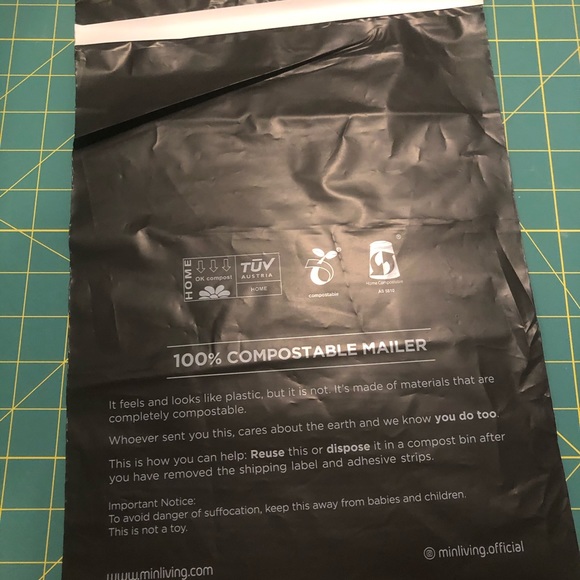 HOME
OK compost
TÜV
AUSTRIA
HOME
compostable
AS 5810
100% COMPOSTABLE MAILER
It feels and looks like plastic, but it is not. It's made of materials that are
completely compostable.
Whoever sent you this, cares about the earth and we know you do too.
This is how you can help: Reuse this or dispose it in a compost bin after
you have removed the shipping label and adhesive strips.
Important Notice:
To avoid danger of suffocation, keep this away from babies and children.
This is not a toy.
minliving.official
www.minliving.com